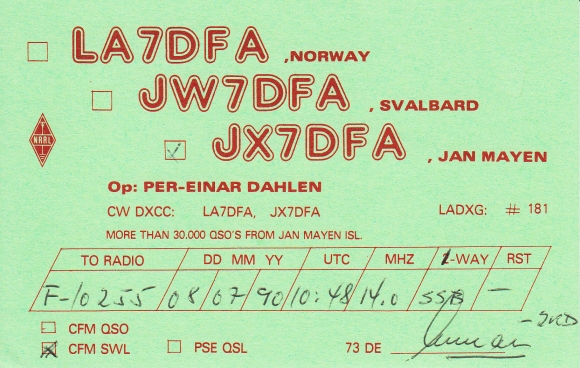 LA7DFA, NORWAY
JW7DFA, SVALBARD
JX7DFA, JAN MAYEN
NRRL
Op: PER-EINAR DAHLEN
CW DXCC: LA7DFA, JX7DFA LADXG: # 181
MORE THAN 30.000 QSO'S FROM JAN MAYEN ISL.
TO RADIO DD MM YY UTC MHZ 1-WAY RST
F-10255 08 07 90 10:48 14.0 SSB -
CFM QSO
CFM SWL PSE QSL 73 DE